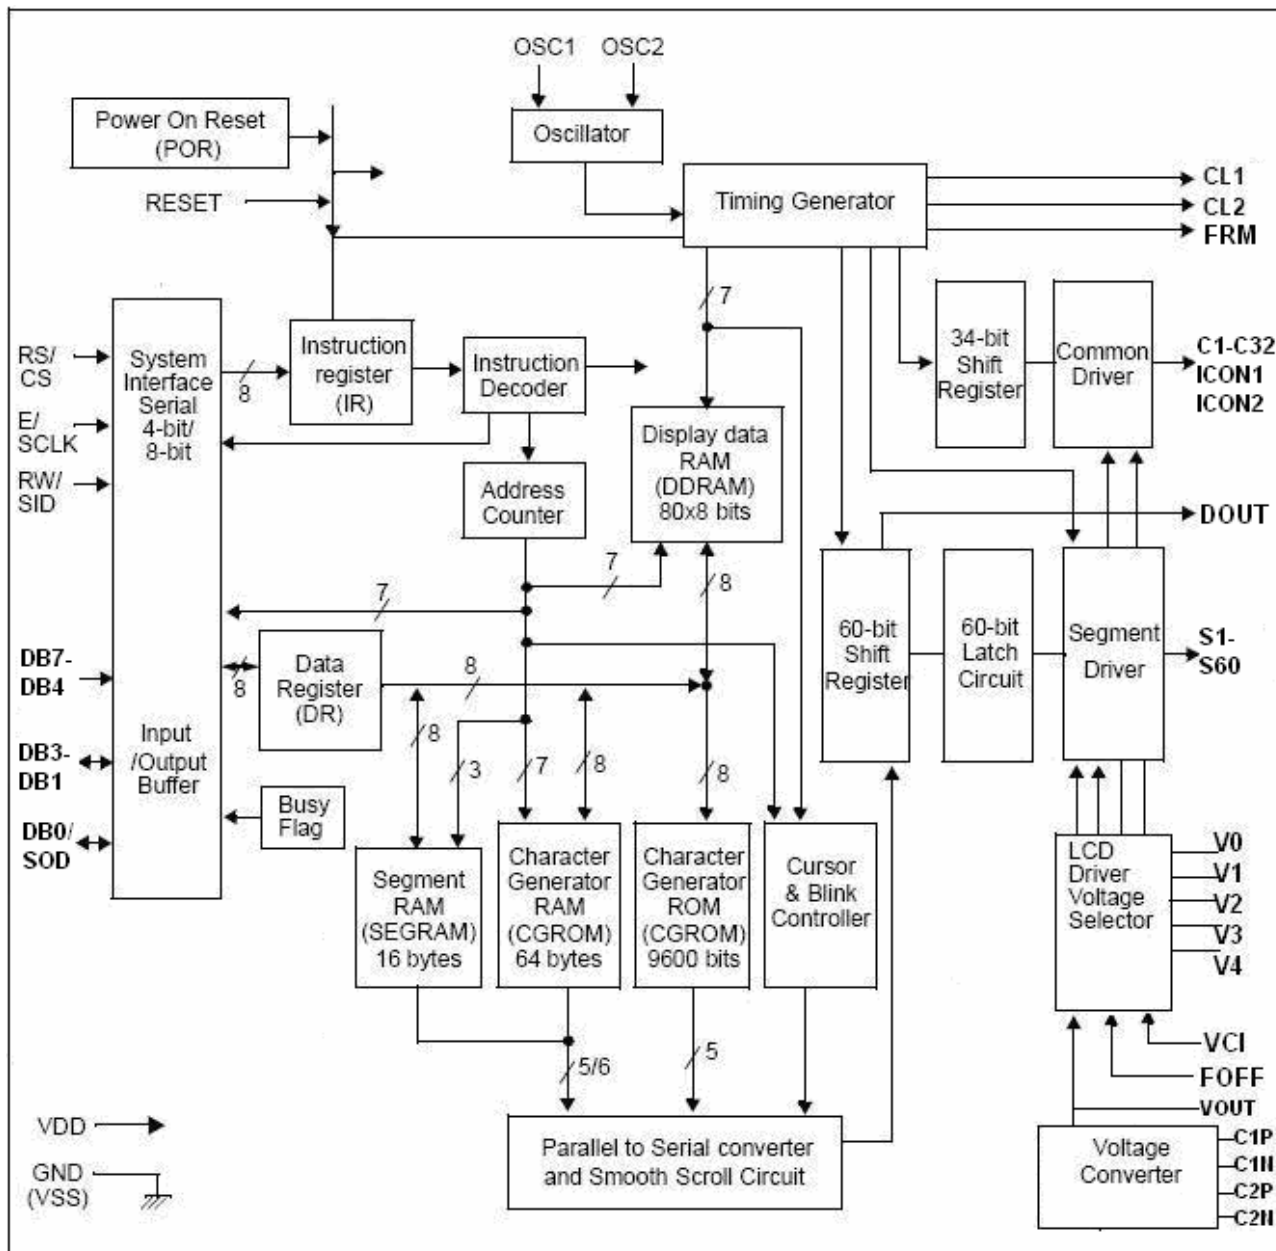 OSC1 OSC2
Power On Reset
(POR)
Oscillator
RESET
Timing Generator
CL1
CL2
FRM
7
RS/
CS
E/
SCLK
RW/
SID
System
Interface
Serial
4-bit/
8-bit
8
Instruction
register
(IR)
Instruction
Decoder
34-bit
Shift
Register
Common
Driver
C1-C32
ICON1
ICON2
Display data
RAM
(DDRAM)
80x8 bits
Address
Counter
DOUT
7
8
7
60-bit
Shift
Register
60-bit
Latch
Circuit
Segment
Driver
S1-
S60
DB7-
DB4
8
Data
Register
(DR)
8
DB3-
DB1
Input
/Output
Buffer
8
3
7
8
8
DB0/
SOD
Busy
Flag
Segment
RAM
(SEGRAM)
16 bytes
Character
Generator
RAM
(CGROM)
64 bytes
Character
Generator
ROM
(CGROM)
9600 bits
Cursor
& Blink
Controller
LCD
Driver
Voltage
Selector
V0
V1
V2
V3
V4
VCI
FOFF
VOUT
5/6
5
Parallel to Serial converter
and Smooth Scroll Circuit
Voltage
Converter
C1P
C1N
C2P
C2N
VDD
GND
(VSS)